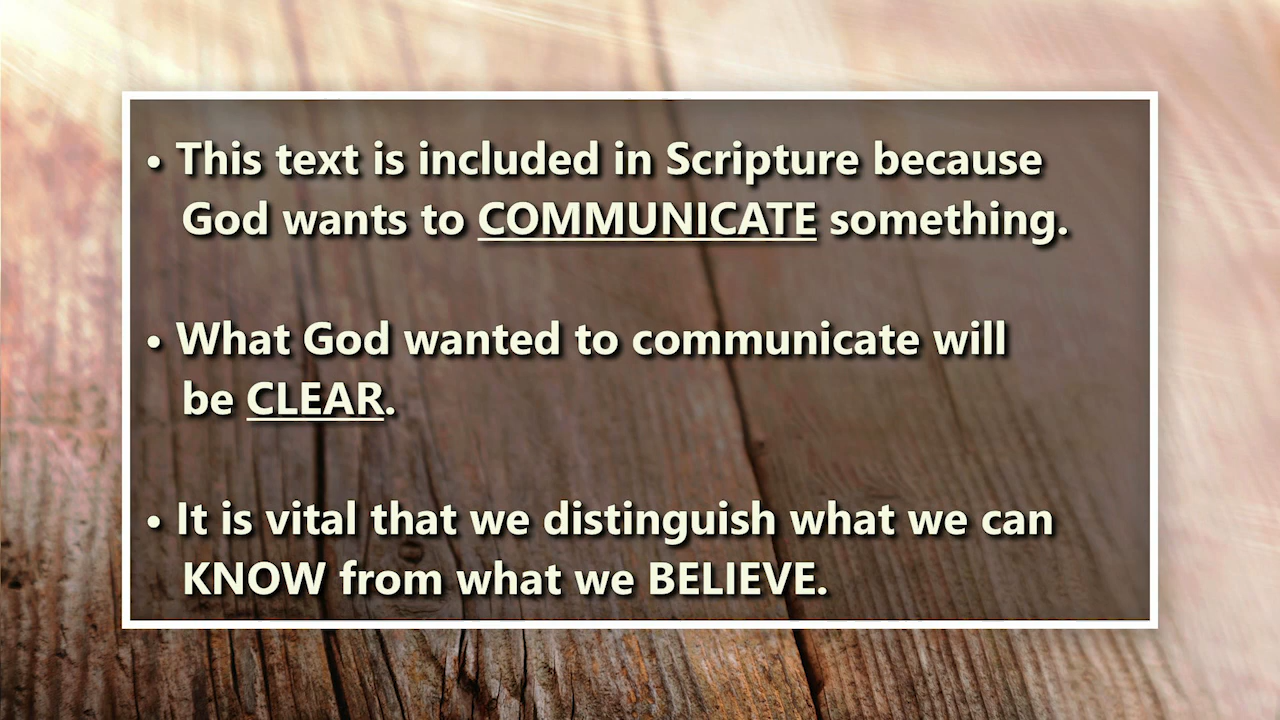 • This text is included in Scripture because
God wants to COMMUNICATE something.
• What God wanted to communicate will
be CLEAR.
• It is vital that we distinguish what we can
KNOW from what we BELIEVE.